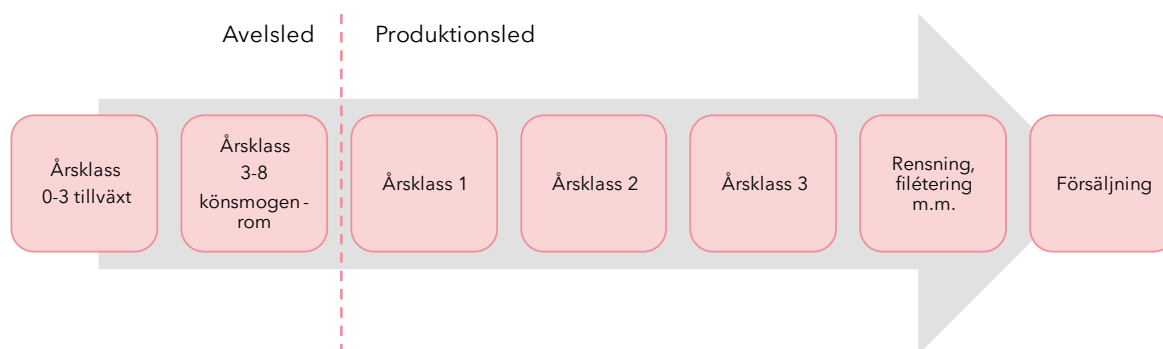 Avelsled
Produktionsled
Årsklass
0-3 tillväxt
Årsklass
3-8
könsmogen-
rom
Årsklass 1
Årsklass 2
Årsklass 3
Rensning,
filétering
m.m.
Försäljning